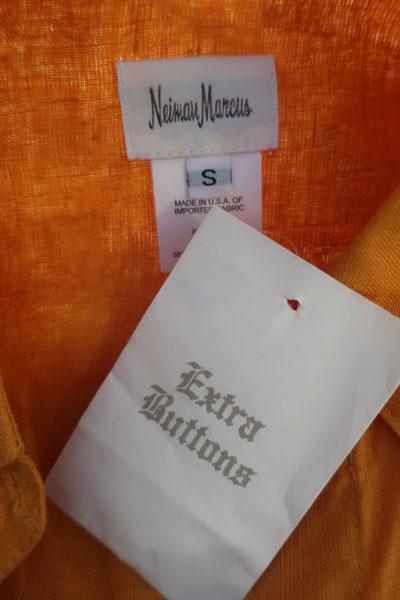 Neiman Marcus
S
MADE IN U.S.A. OF
IMPORTED FABRIC
Extra
Buttons